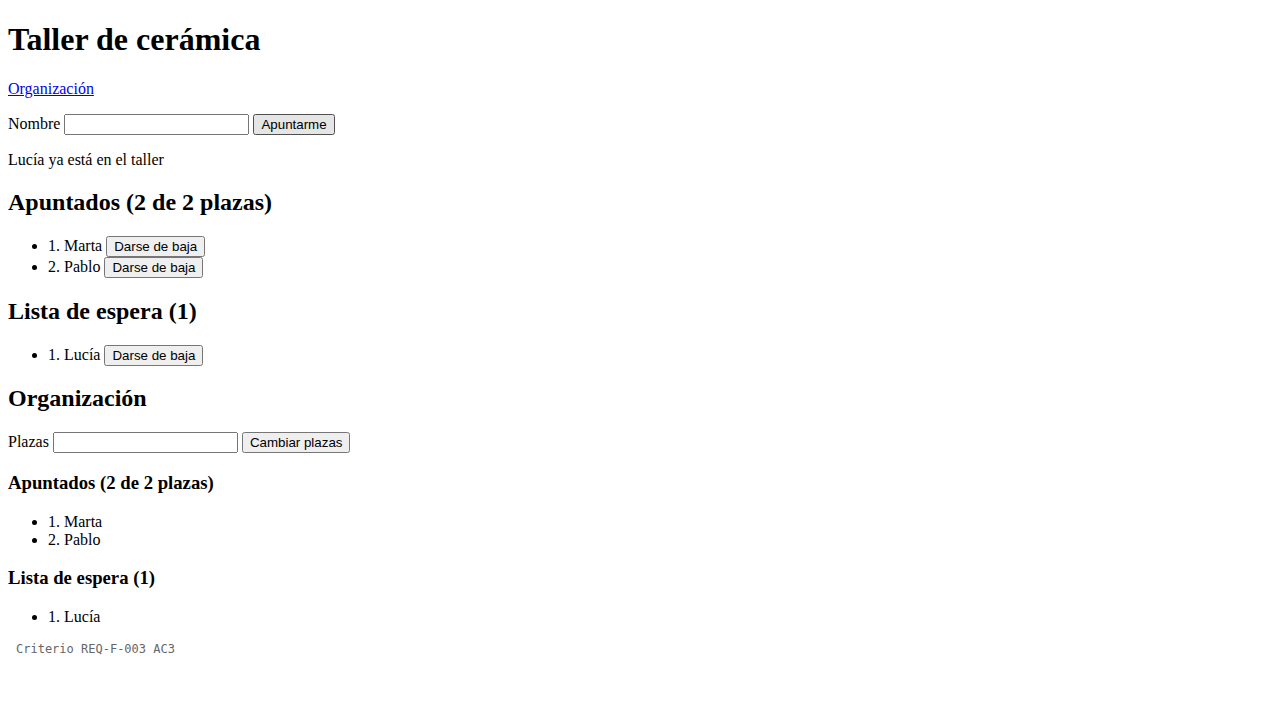 Taller de cerámica
Organización
Nombre Apuntarme
Lucía ya está en el taller
Apuntados (2 de 2 plazas)
1. Marta Darse de baja
2. Pablo Darse de baja
Lista de espera (1)
1. Lucía Darse de baja
Organización
Plazas Cambiar plazas
Apuntados (2 de 2 plazas)
1. Marta
2. Pablo
Lista de espera (1)
1. Lucía
Criterio REQ-F-003 AC3